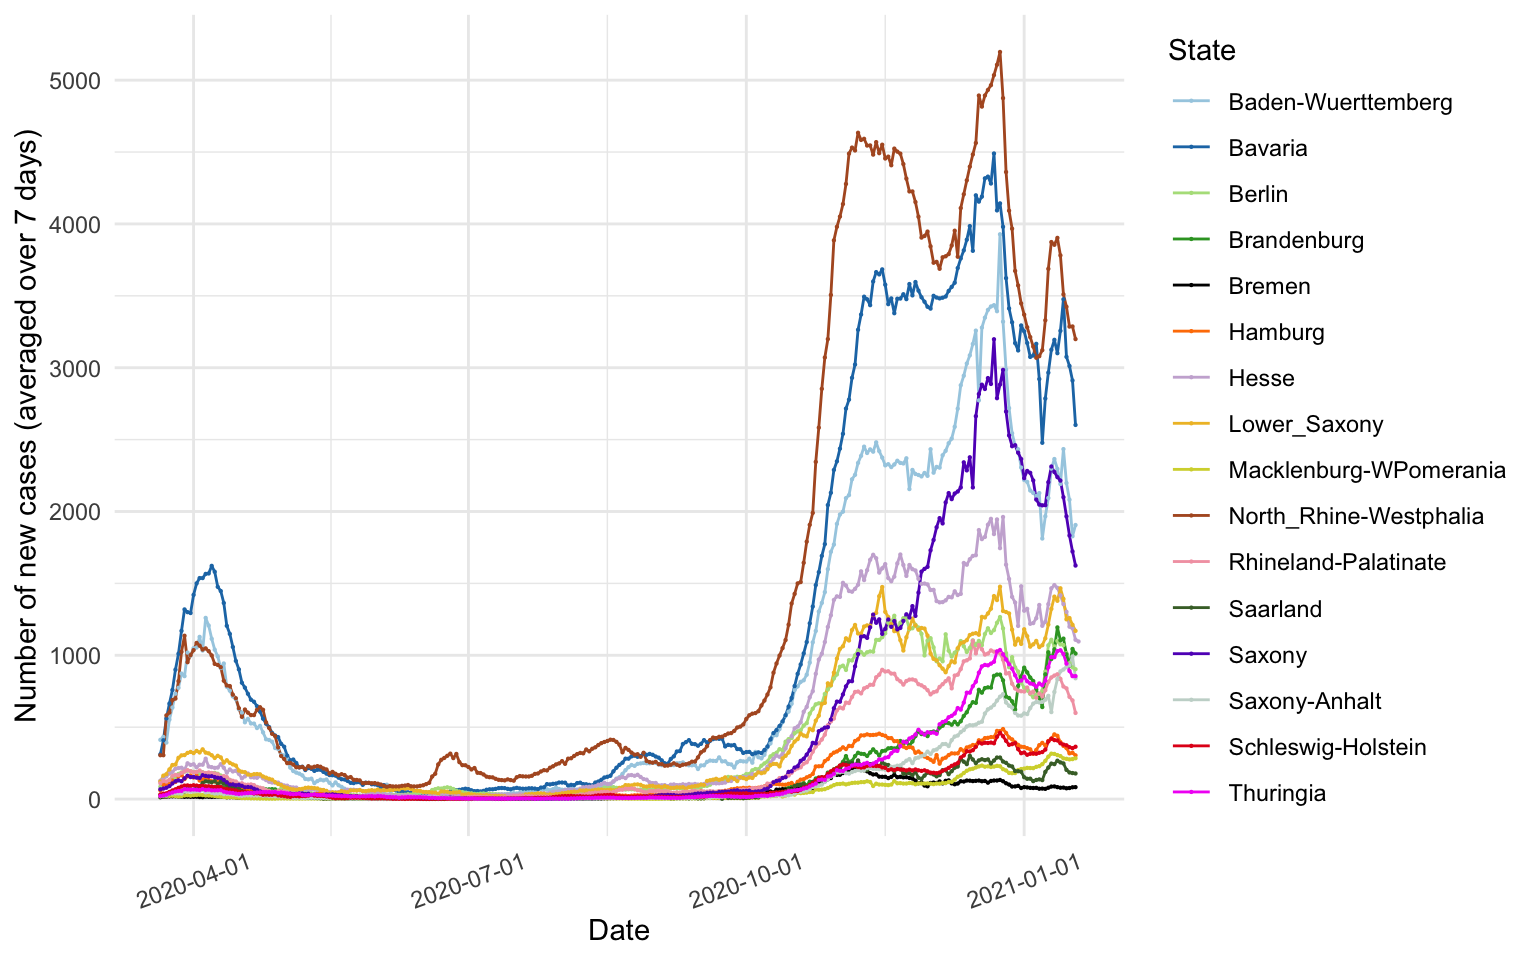 Number of new cases (averaged over 7 days)
5000
4000
3000
2000
1000
0
2020-04-01
2020-07-01
2020-10-01
2021-01-01
Date
State
Baden-Wuerttemberg
Bavaria
Berlin
Brandenburg
Bremen
Hamburg
Hesse
Lower_Saxony
Macklenburg-WPomerania
North_Rhine-Westphalia
Rhineland-Palatinate
Saarland
Saxony
Saxony-Anhalt
Schleswig-Holstein
Thuringia